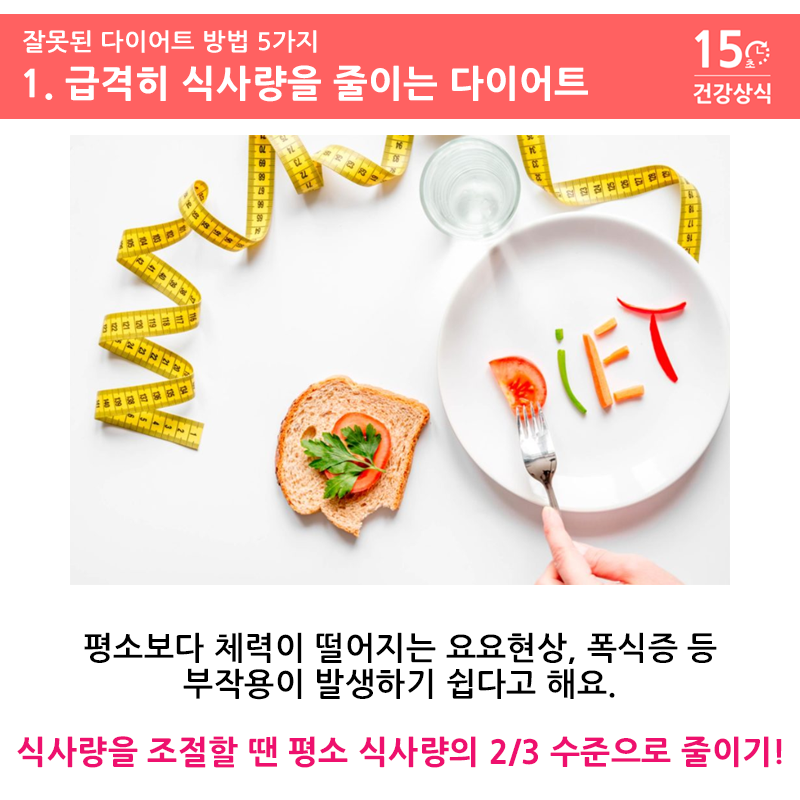 잘못된 다이어트 방법 5가지
1. 급격히 식사량을 줄이는 다이어트
15초
건강상식
DiET
평소보다 체력이 떨어지는 요요현상, 폭식증 등
부작용이 발생하기 쉽다고 해요.
식사량을 조절할 땐 평소 식사량의 2/3 수준으로 줄이기!